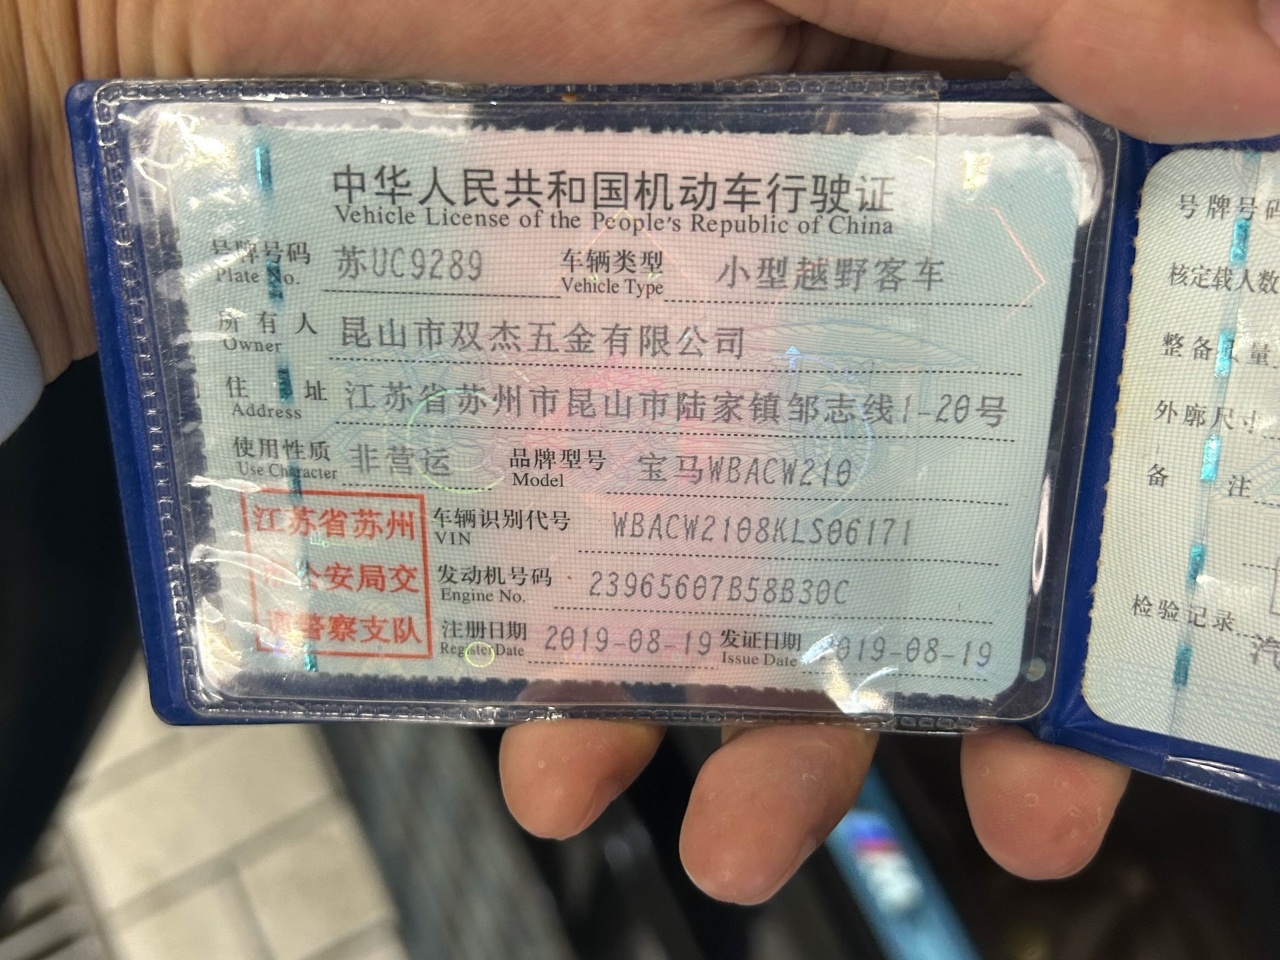 中华人民共和国机动车行驶证
Vehicle License of the People's Republic of China
号牌号码 苏UC9289 车辆类型 小型越野客车
Plate No. Vehicle Type
所有人 昆山市双杰五金有限公司
Owner
住址 江苏省苏州市昆山市陆家镇邹志线1-20号
Address
使用性质 非营运 品牌型号 宝马WBACW210
Use Character Model
车辆识别代号 WBACW2108KLS06171
VIN
发动机号码 23965607B58B30C
Engine No.
注册日期 2019-08-19 发证日期 2019-08-19
Register Date Issue Date
江苏省苏州
公安局交
警察支队
号牌号码
核定载人数
整备质量
外廓尺寸
备注
检验记录